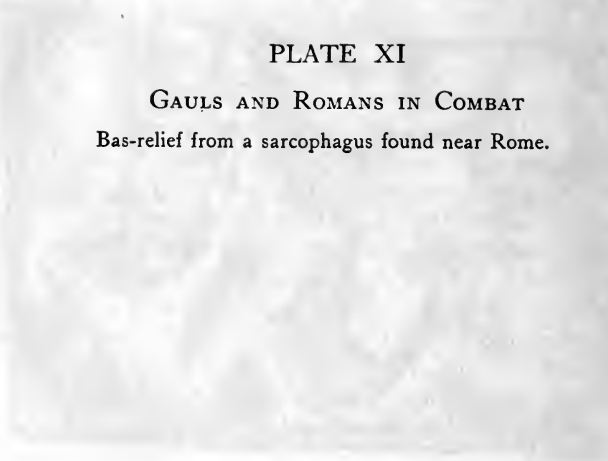 PLATE XI
Gauls and Romans in Combat
Bas-relief from a sarcophagus found near Rome.